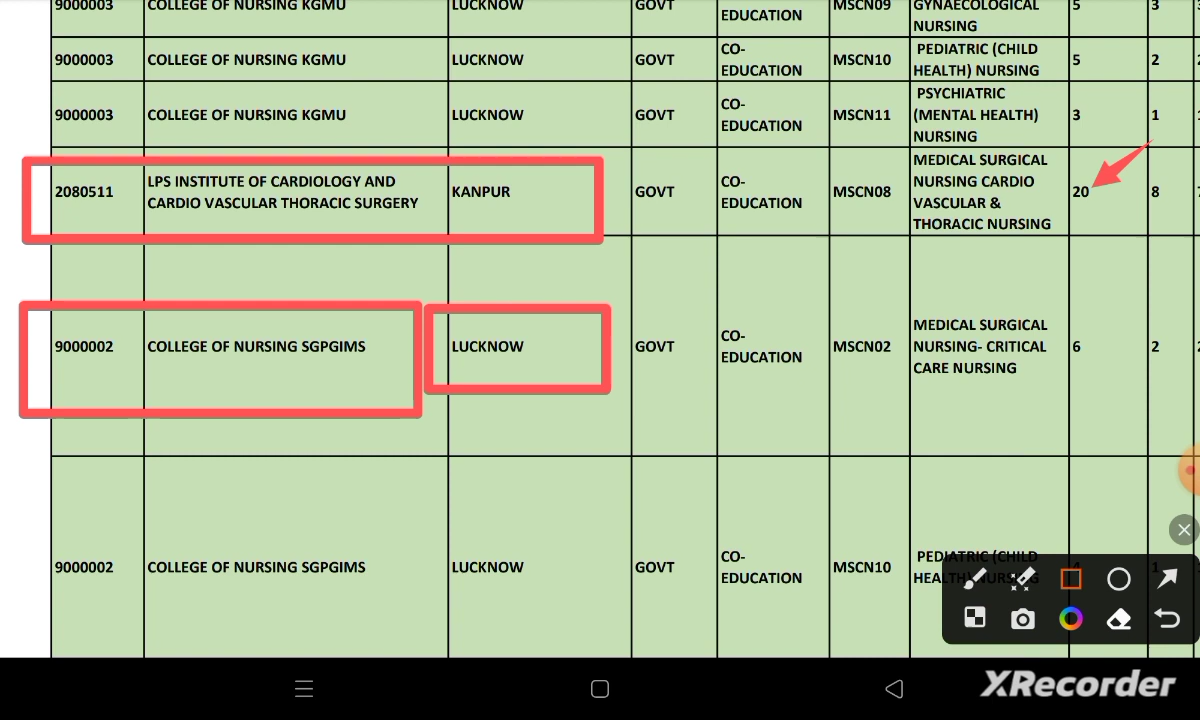 9000003 COLLEGE OF NURSING KGMU LUCKNOW GOVT CO-EDUCATION MSCN09 GYNAECOLOGICAL NURSING 5 3
9000003 COLLEGE OF NURSING KGMU LUCKNOW GOVT CO-EDUCATION MSCN10 PEDIATRIC (CHILD HEALTH) NURSING 5 2
9000003 COLLEGE OF NURSING KGMU LUCKNOW GOVT CO-EDUCATION MSCN11 PSYCHIATRIC (MENTAL HEALTH) NURSING 3 1
2080511 LPS INSTITUTE OF CARDIOLOGY AND CARDIO VASCULAR THORACIC SURGERY KANPUR GOVT CO-EDUCATION MSCN08 MEDICAL SURGICAL NURSING CARDIO VASCULAR & THORACIC NURSING 20 8
9000002 COLLEGE OF NURSING SGPGIMS LUCKNOW GOVT CO-EDUCATION MSCN02 MEDICAL SURGICAL NURSING- CRITICAL CARE NURSING 6 2
9000002 COLLEGE OF NURSING SGPGIMS LUCKNOW GOVT CO-EDUCATION MSCN10 PEDIATRIC (CHILD HEALTH) NURSING 4 1
XRecorder